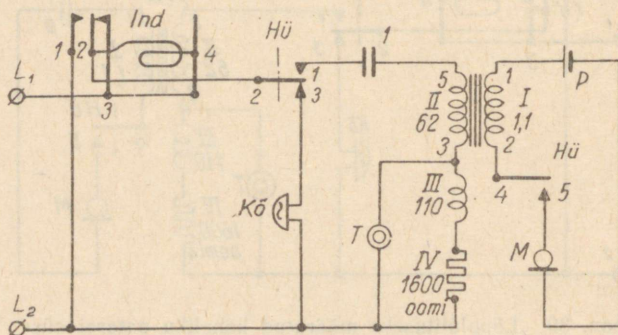 Ind
Hü
1 2 4
L₁
3
2
1
3
1
5
II
62
3
III
110
IV
1600
oomi
1
I
1,1
2
P
Hü
4 5
Kõ
T
M
L₂